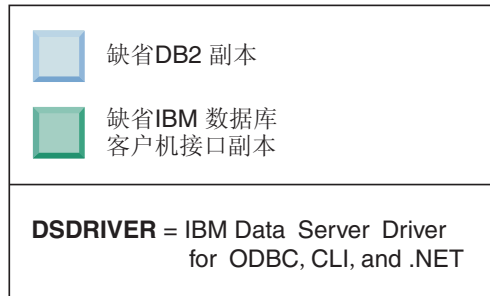 缺省DB2 副本
缺省IBM 数据库
客户机接口副本
DSDRIVER = IBM Data Server Driver
for ODBC, CLI, and .NET